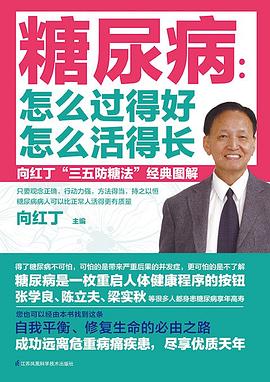 糖尿病：
怎么过得好
怎么活得长
向红丁“三五防糖法”经典图解
只要观念正确，行动力强，方法得当，持之以恒
糖尿病病人可以比正常人活得更有质量
向红丁 主编
得了糖尿病不可怕，可怕的是带来严重后果的并发症，更可怕的是不了解
糖尿病是一枚重启人体健康程序的按钮
张学良、陈立夫、梁实秋等很多人都身患糖尿病享年高寿
您也可以经由本书找到这条
自我平衡、修复生命的必由之路
成功远离危重病痛疾患，尽享优质天年
江苏凤凰科学技术出版社